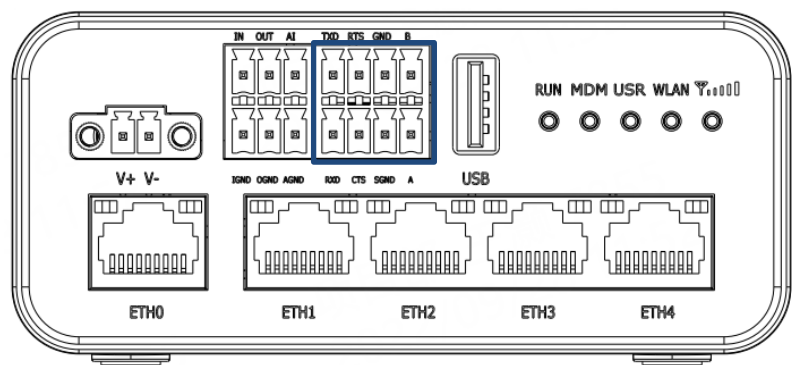 IN OUT AI TXD RTS GND B
RUN MDM USR WLAN
V+ V-
IGND OGND AGND RXD CTS SGND A
USB
ETH0 ETH1 ETH2 ETH3 ETH4